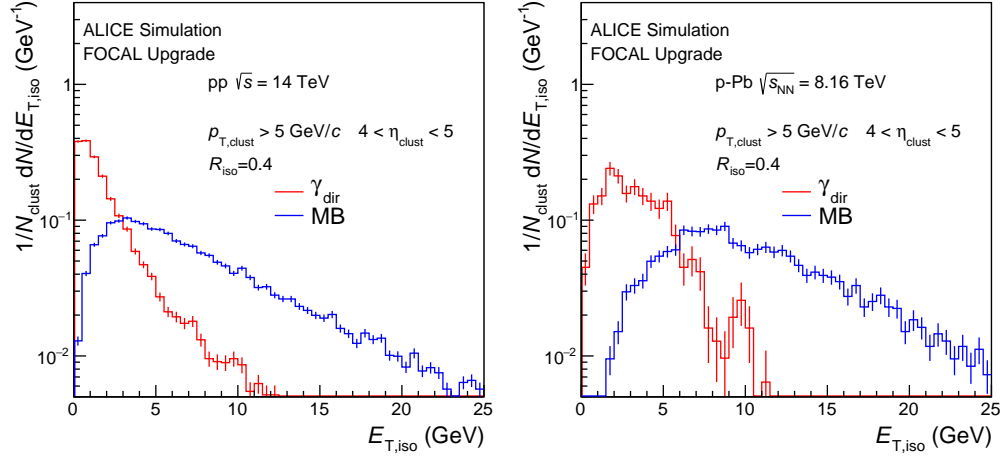 1/N_clust dN/dE_T,iso (GeV⁻¹)
ALICE Simulation
FOCAL Upgrade
pp √s = 14 TeV
p_T,clust > 5 GeV/c 4 < η_clust < 5
R_iso=0.4
γ_dir
MB
1
10⁻¹
10⁻²
0 5 10 15 20 25
E_T,iso (GeV)
1/N_clust dN/dE_T,iso (GeV⁻¹)
ALICE Simulation
FOCAL Upgrade
p-Pb √s_NN = 8.16 TeV
p_T,clust > 5 GeV/c 4 < η_clust < 5
R_iso=0.4
γ_dir
MB
1
10⁻¹
10⁻²
0 5 10 15 20 25
E_T,iso (GeV)